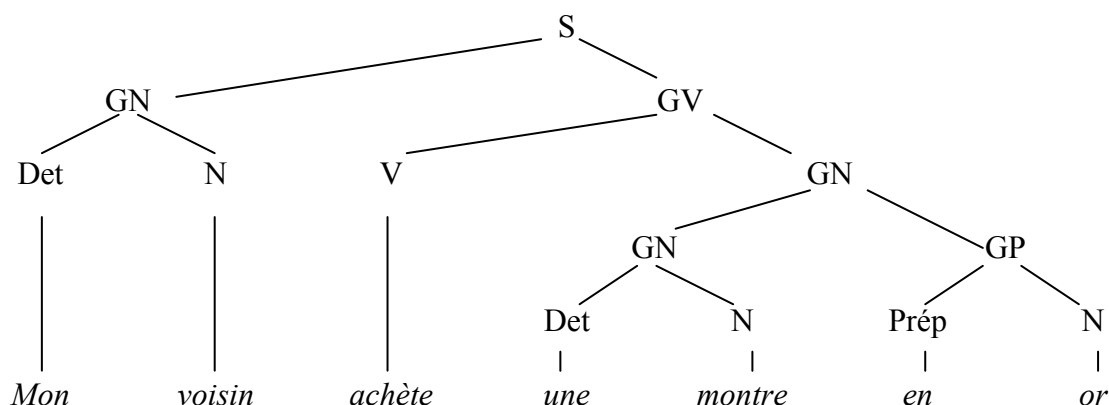 S
GN GV
Det N V GN
GN GP
Det N Prép N
Mon voisin achète une montre en or